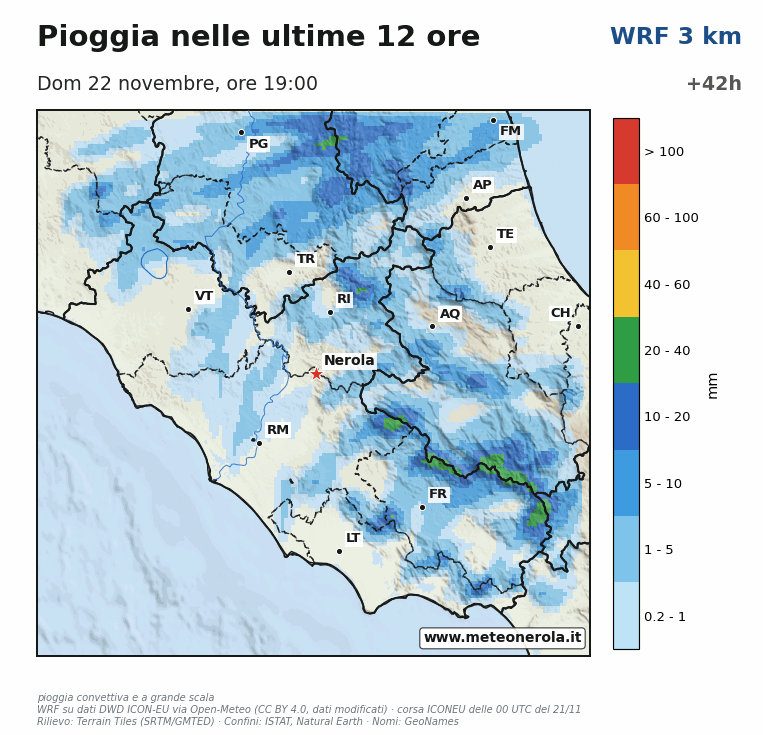 Pioggia nelle ultime 12 ore
WRF 3 km
Dom 22 novembre, ore 19:00
+42h
PG
FM
AP
TE
TR
RI
VT
AQ
CH
Nerola
RM
FR
LT
www.meteonerola.it
> 100
60 - 100
40 - 60
20 - 40
10 - 20
5 - 10
1 - 5
0.2 - 1
mm
pioggia convettiva e a grande scala
WRF su dati DWD ICON-EU via Open-Meteo (CC BY 4.0, dati modificati) · corsa ICONEU delle 00 UTC del 21/11
Rilievo: Terrain Tiles (SRTM/GMTED) · Confini: ISTAT, Natural Earth · Nomi: GeoNames